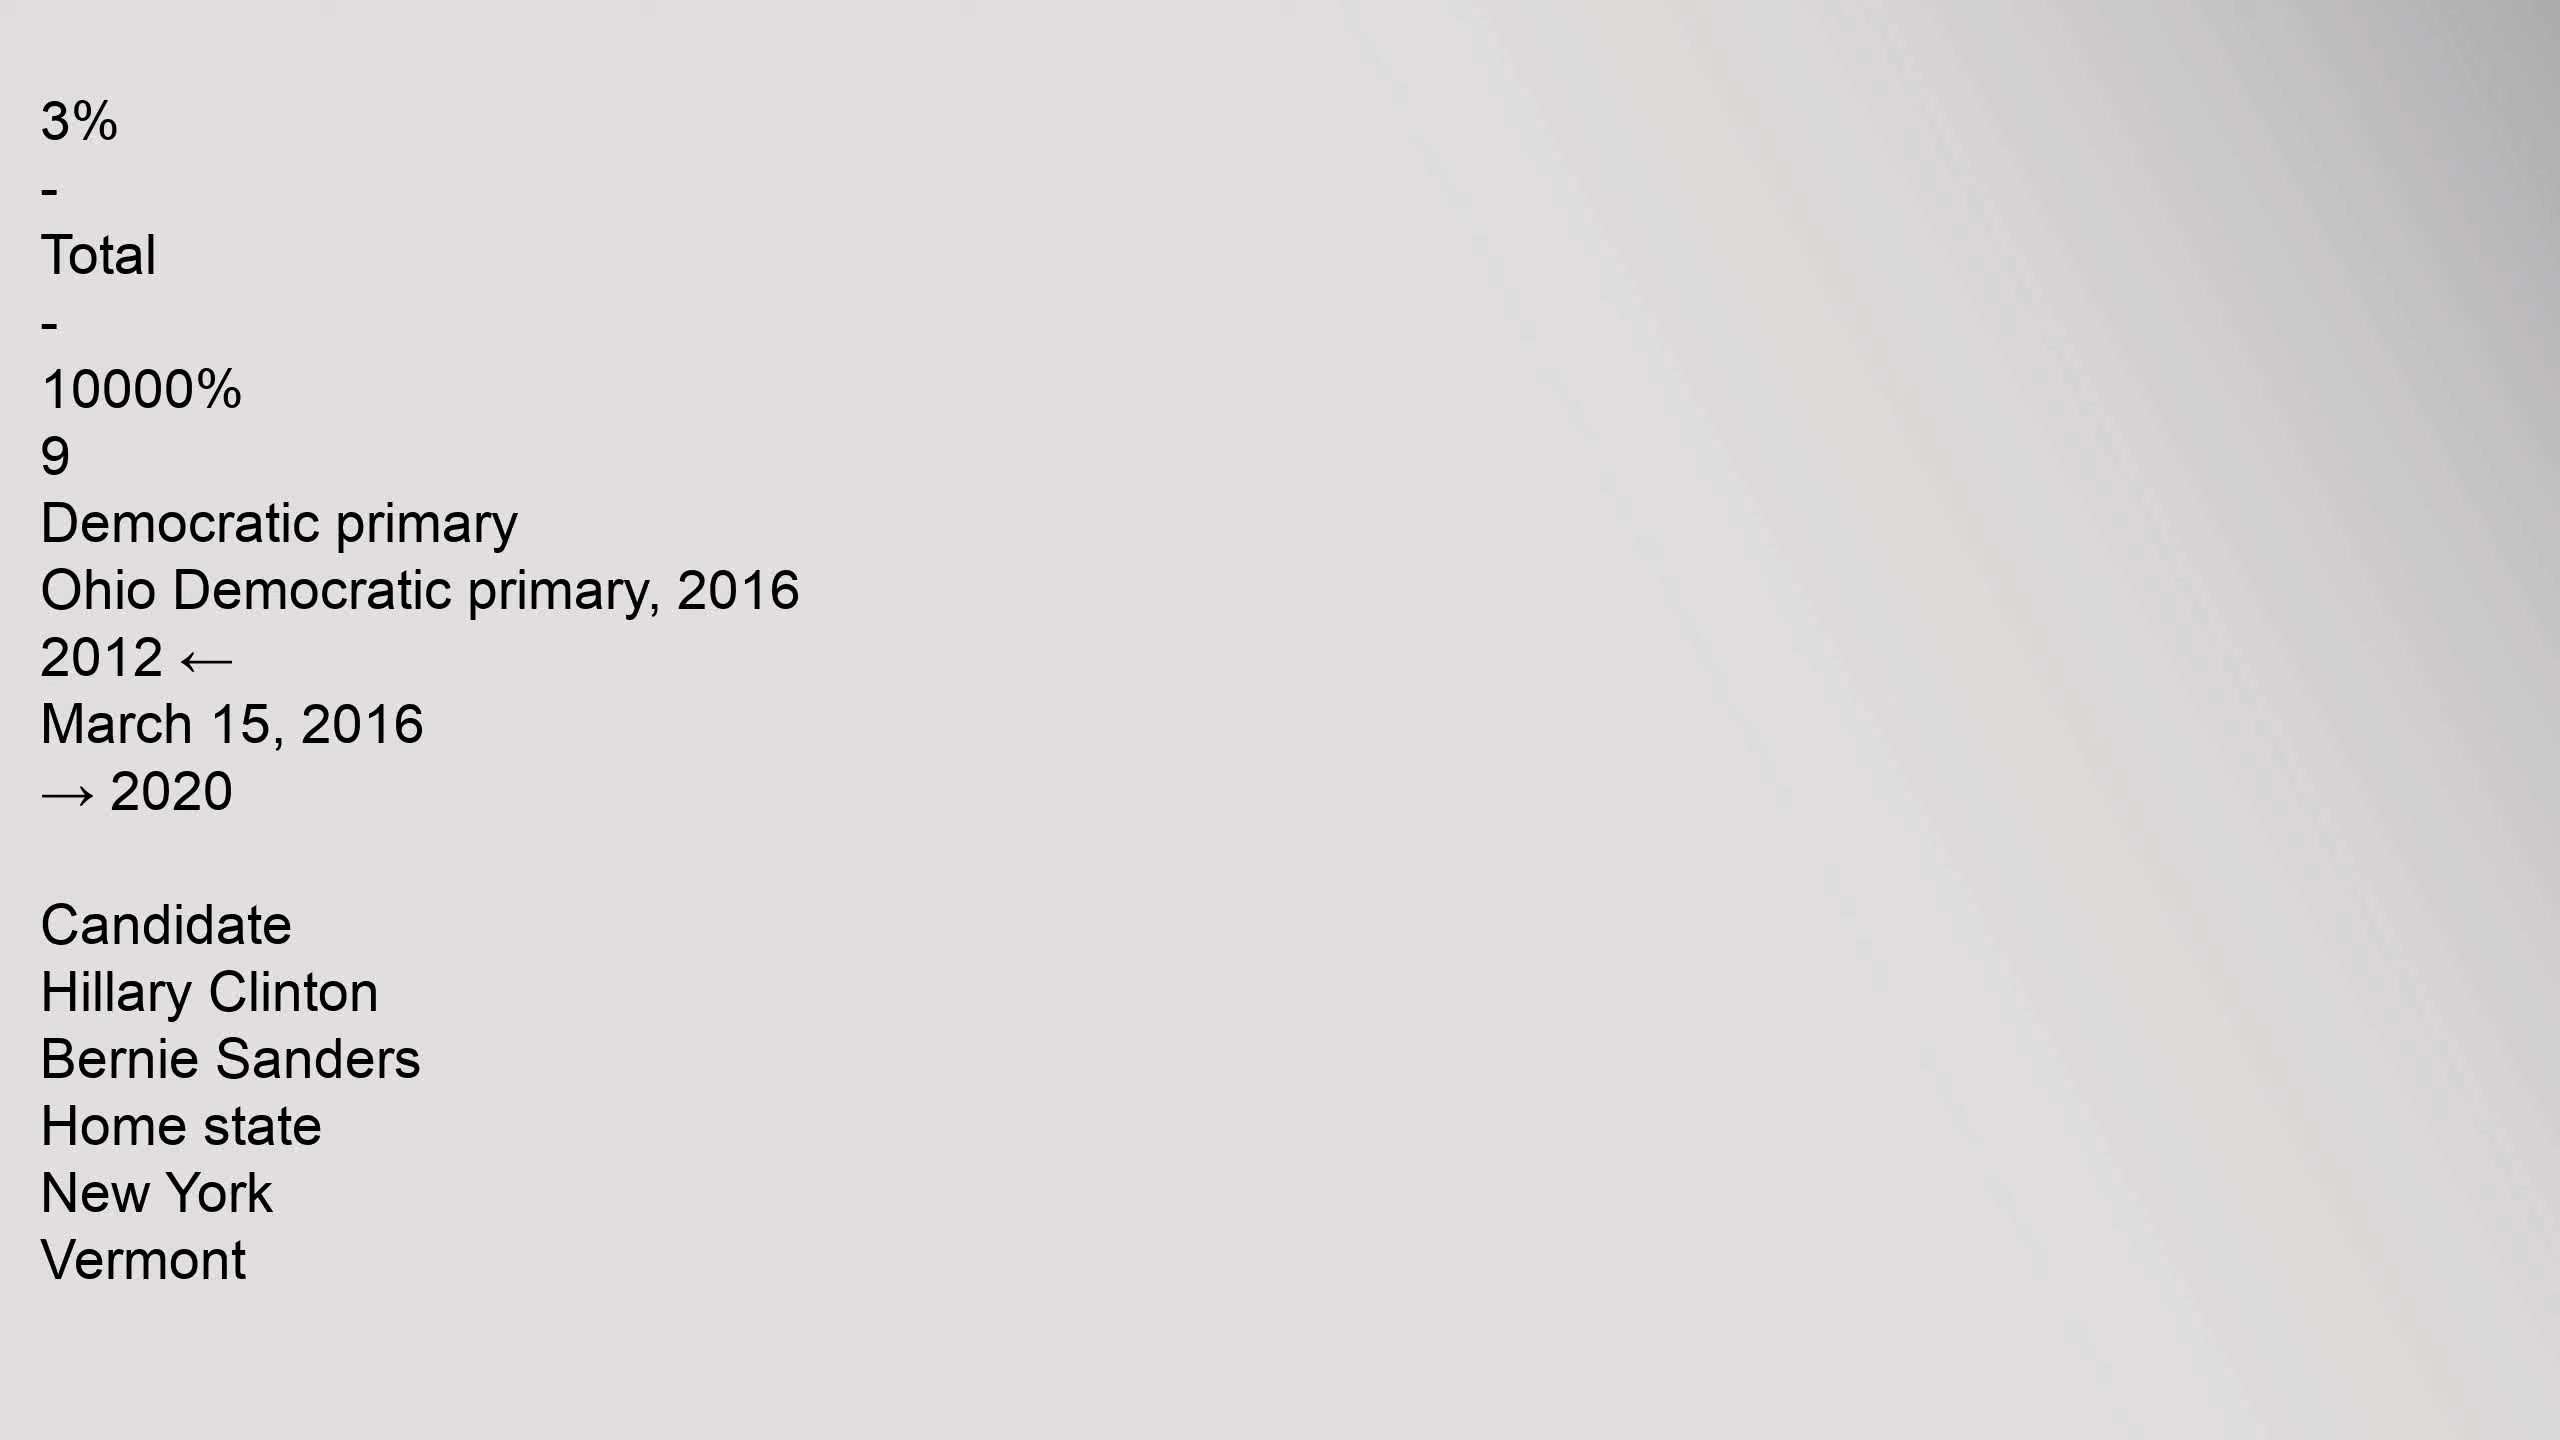 3%
-
Total
-
10000%
9
Democratic primary
Ohio Democratic primary, 2016
2012 ←
March 15, 2016
→ 2020
Candidate
Hillary Clinton
Bernie Sanders
Home state
New York
Vermont